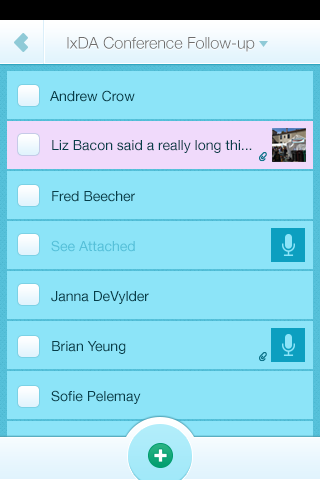 IxDA Conference Follow-up
Andrew Crow
Liz Bacon said a really long thi...
Fred Beecher
See Attached
Janna DeVylder
Brian Yeung
Sofie Pelemay